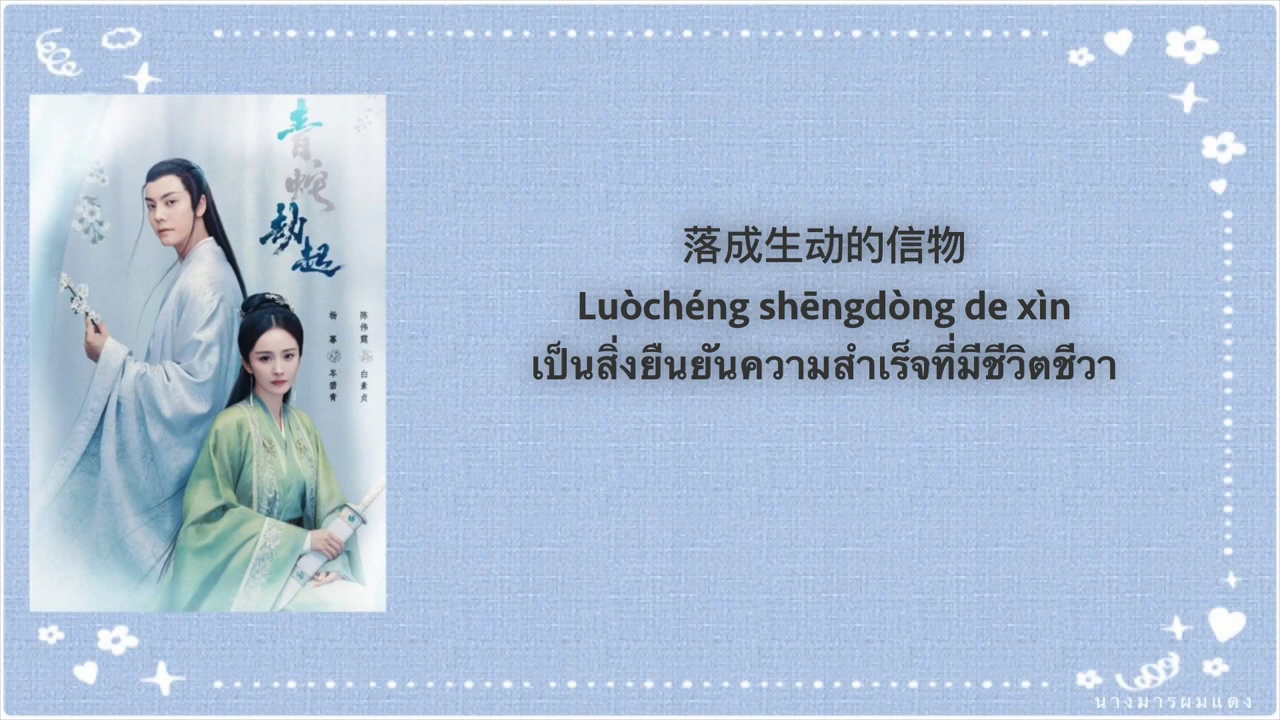 青蛇劫起
陈伟霆 白素贞
杨幂 岑碧青
落成生动的信物
Luòchéng shēngdòng de xìn
เป็นสิ่งยืนยันความสำเร็จที่มีชีวิตชีวา
นางมารผมแดง